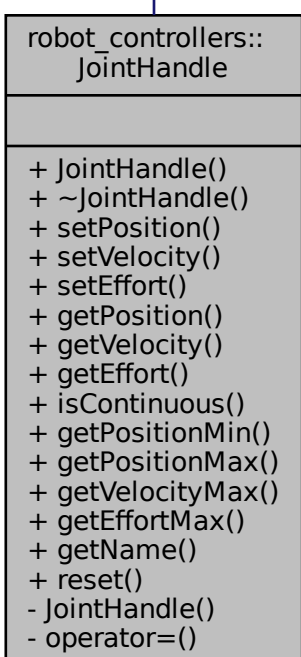 robot_controllers::
JointHandle
+ JointHandle()
+ ~JointHandle()
+ setPosition()
+ setVelocity()
+ setEffort()
+ getPosition()
+ getVelocity()
+ getEffort()
+ isContinuous()
+ getPositionMin()
+ getPositionMax()
+ getVelocityMax()
+ getEffortMax()
+ getName()
+ reset()
- JointHandle()
- operator=()